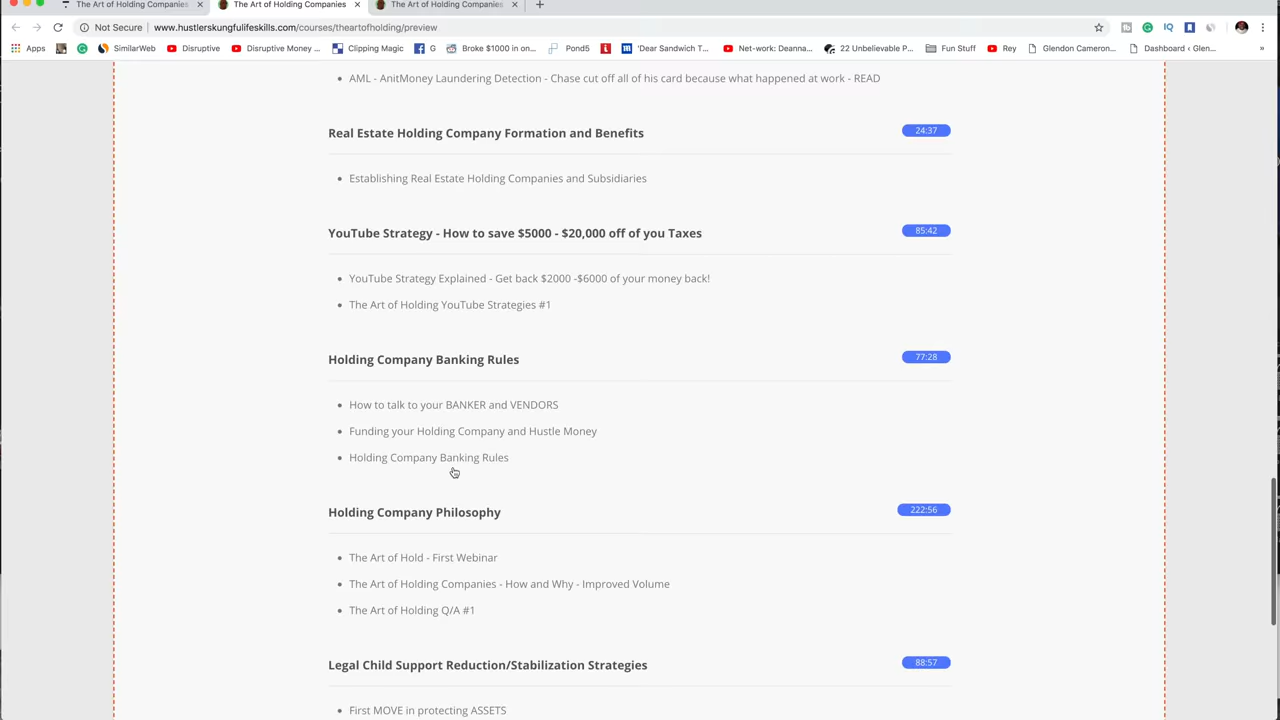 The Art of Holding Companies
The Art of Holding Companies
The Art of Holding Companies
Not Secure | www.hustlerskungfulifeskills.com/courses/theartofholding/preview
Apps SimilarWeb Disruptive Disruptive Money ... Clipping Magic G Broke $1000 in on... Pond5 'Dear Sandwich T... Net-work: Deanna... 22 Unbelievable P... Fun Stuff Rey Glendon Cameron... Dashboard ‹ Glen... »
AML - AnitMoney Laundering Detection - Chase cut off all of his card because what happened at work - READ
Real Estate Holding Company Formation and Benefits 24:37
Establishing Real Estate Holding Companies and Subsidiaries
YouTube Strategy - How to save $5000 - $20,000 off of you Taxes 85:42
YouTube Strategy Explained - Get back $2000 -$6000 of your money back!
The Art of Holding YouTube Strategies #1
Holding Company Banking Rules 77:28
How to talk to your BANKER and VENDORS
Funding your Holding Company and Hustle Money
Holding Company Banking Rules
Holding Company Philosophy 222:56
The Art of Hold - First Webinar
The Art of Holding Companies - How and Why - Improved Volume
The Art of Holding Q/A #1
Legal Child Support Reduction/Stabilization Strategies 88:57
First MOVE in protecting ASSETS